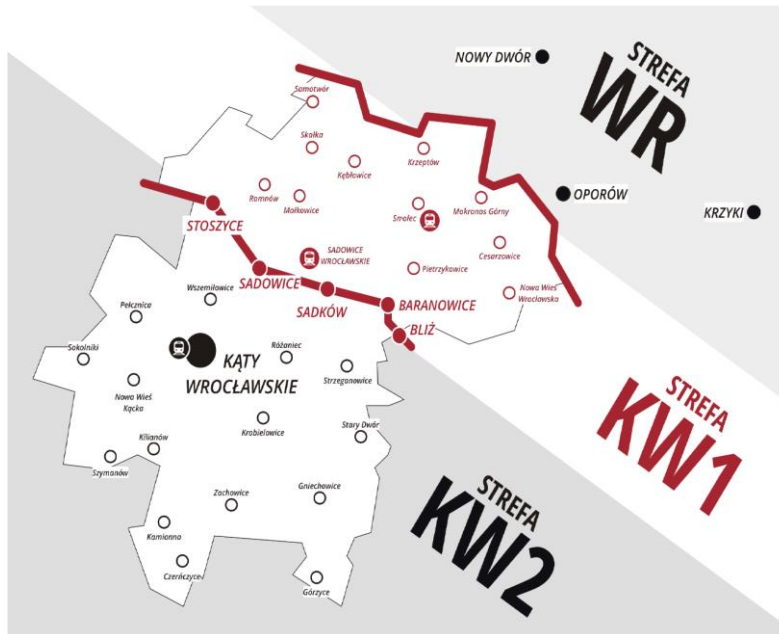 NOWY DWÓR
STREFA
WR
Samotwór
Skałka
Krzeptów
Kębłowice
Romnów
Małkowice
Smolec
Mokronos Górny
OPORÓW
KRZYKI
STOSZYCE
SADOWICE
WROCŁAWSKIE
Cesarzowice
Pietrzykowice
SADOWICE
Wszemiłowice
Nowa Wieś
Wrocławska
SADKÓW
BARANOWICE
Pełcznica
BLIŻ
Sokolniki
KĄTY
WROCŁAWSKIE
Różaniec
Strzeganowice
Nowa Wieś
Kącka
STREFA
KW1
Kilianów
Krobielowice
Stary Dwór
Szymanów
Zachowice
Gniechowice
STREFA
KW2
Kamionna
Czerńczyce
Górzyce